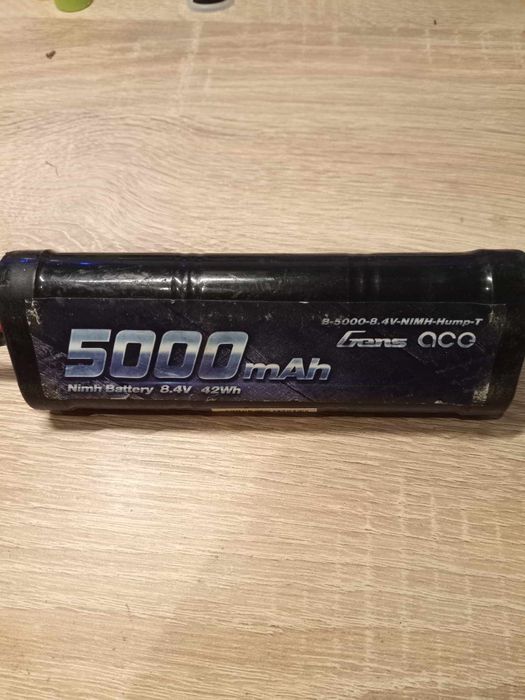 B-5000-8.4V-NIMH-Hump-T
Gens ace
5000mAh
Nimh Battery 8.4V 42Wh